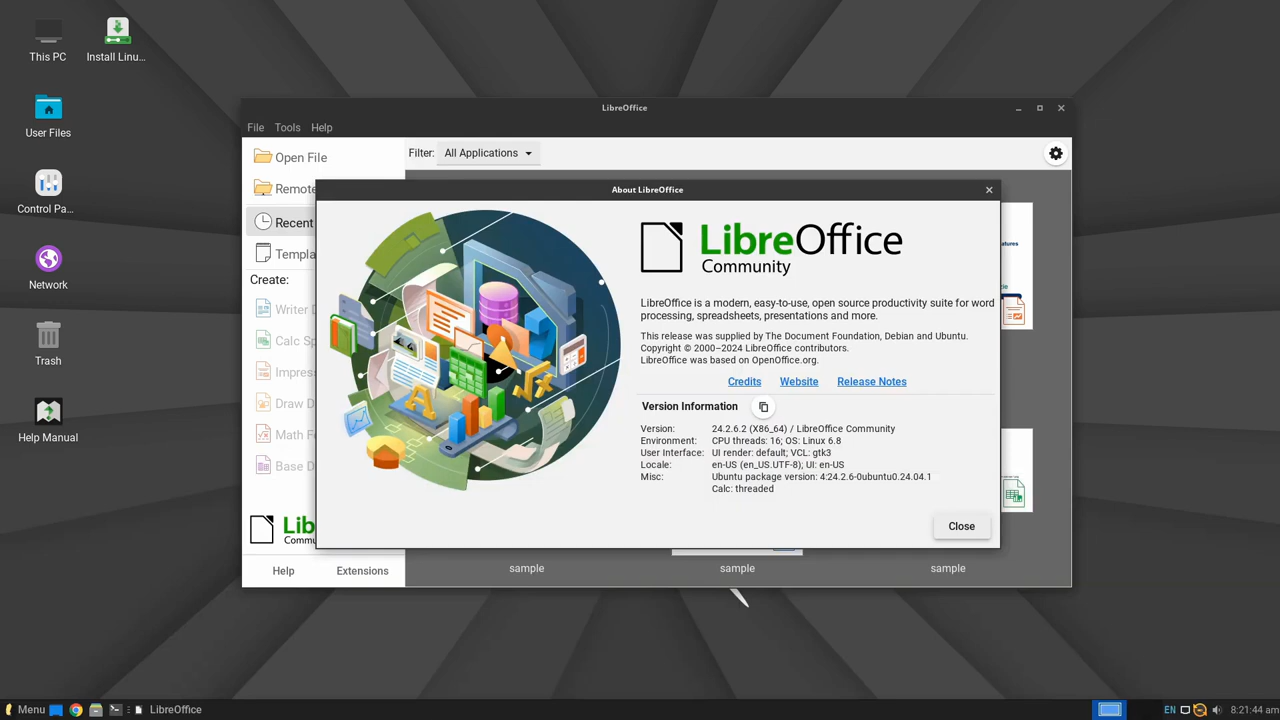 This PC
Install Linu...
User Files
Control Pa...
Network
Trash
Help Manual
LibreOffice
File Tools Help
Open File
Remote
Recent
Templa
Create:
Writer D
Calc Sp
Impres
Draw D
Math Fo
Base D
Lib
Commu
Help Extensions
Filter: All Applications
atures
sample
sample
sample
About LibreOffice
LibreOffice
Community
LibreOffice is a modern, easy-to-use, open source productivity suite for word
processing, spreadsheets, presentations and more.
This release was supplied by The Document Foundation, Debian and Ubuntu.
Copyright © 2000–2024 LibreOffice contributors.
LibreOffice was based on OpenOffice.org.
Credits Website Release Notes
Version Information
Version: 24.2.6.2 (X86_64) / LibreOffice Community
Environment: CPU threads: 16; OS: Linux 6.8
User Interface: UI render: default; VCL: gtk3
Locale: en-US (en_US.UTF-8); UI: en-US
Misc: Ubuntu package version: 4:24.2.6-0ubuntu0.24.04.1
Calc: threaded
Close
Menu
LibreOffice
EN
8:21:44 am